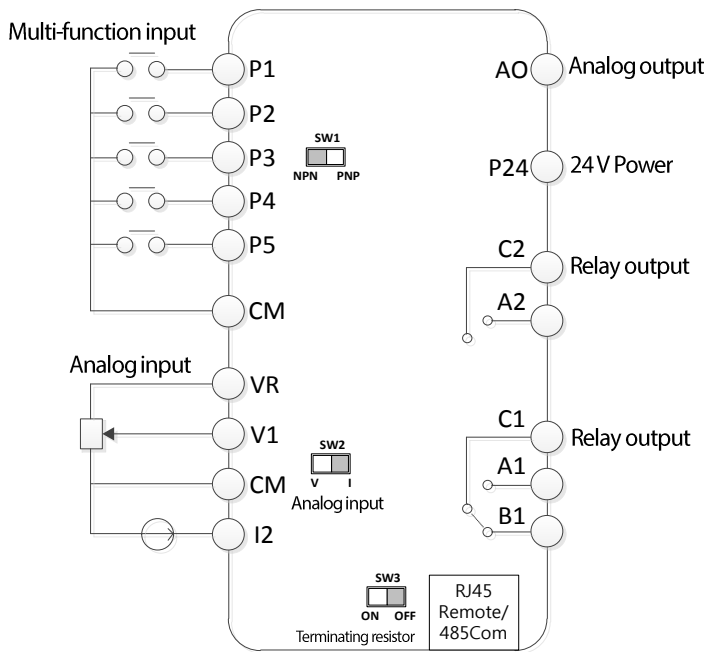 Multi-function input
P1
P2
P3
P4
P5
CM
SW1
NPN PNP
Analog input
VR
V1
CM
I2
SW2
V I
Analog input
SW3
ON OFF
Terminating resistor
RJ45
Remote/
485Com
AO Analog output
P24 24 V Power
C2 Relay output
A2
C1 Relay output
A1
B1